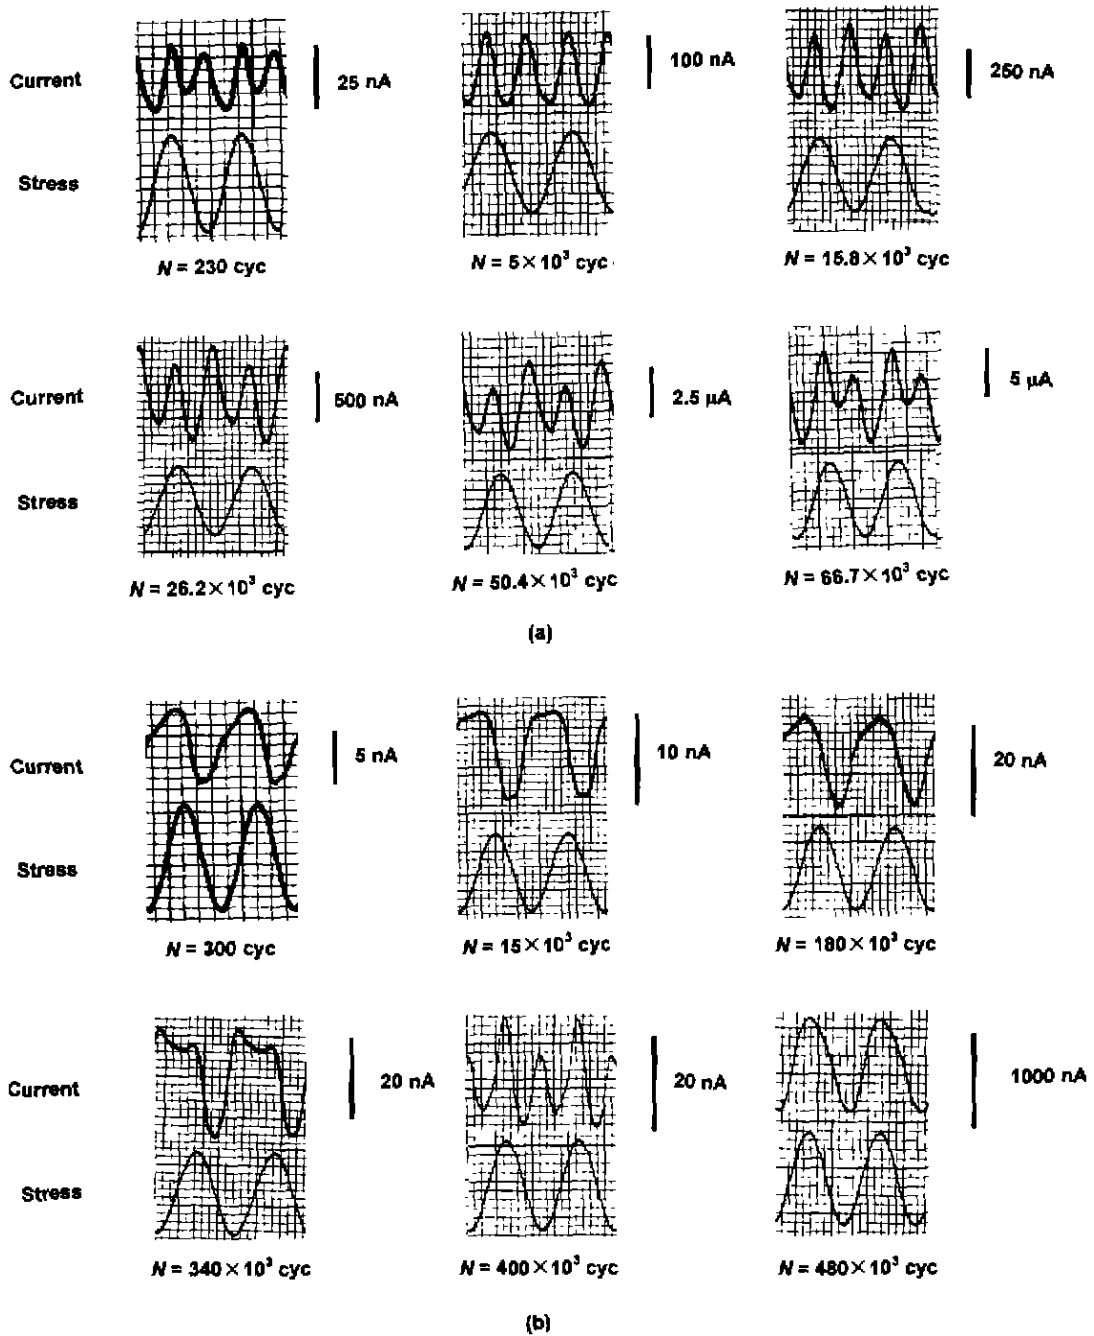 Current
25 nA
100 nA
250 nA
Stress
N = 230 cyc
N = 5×10³ cyc
N = 15.8×10³ cyc
Current
500 nA
2.5 μA
5 μA
Stress
N = 26.2×10³ cyc
N = 50.4×10³ cyc
N = 66.7×10³ cyc
(a)
Current
5 nA
10 nA
20 nA
Stress
N = 300 cyc
N = 15×10³ cyc
N = 180×10³ cyc
Current
20 nA
20 nA
1000 nA
Stress
N = 340×10³ cyc
N = 400×10³ cyc
N = 480×10³ cyc
(b)